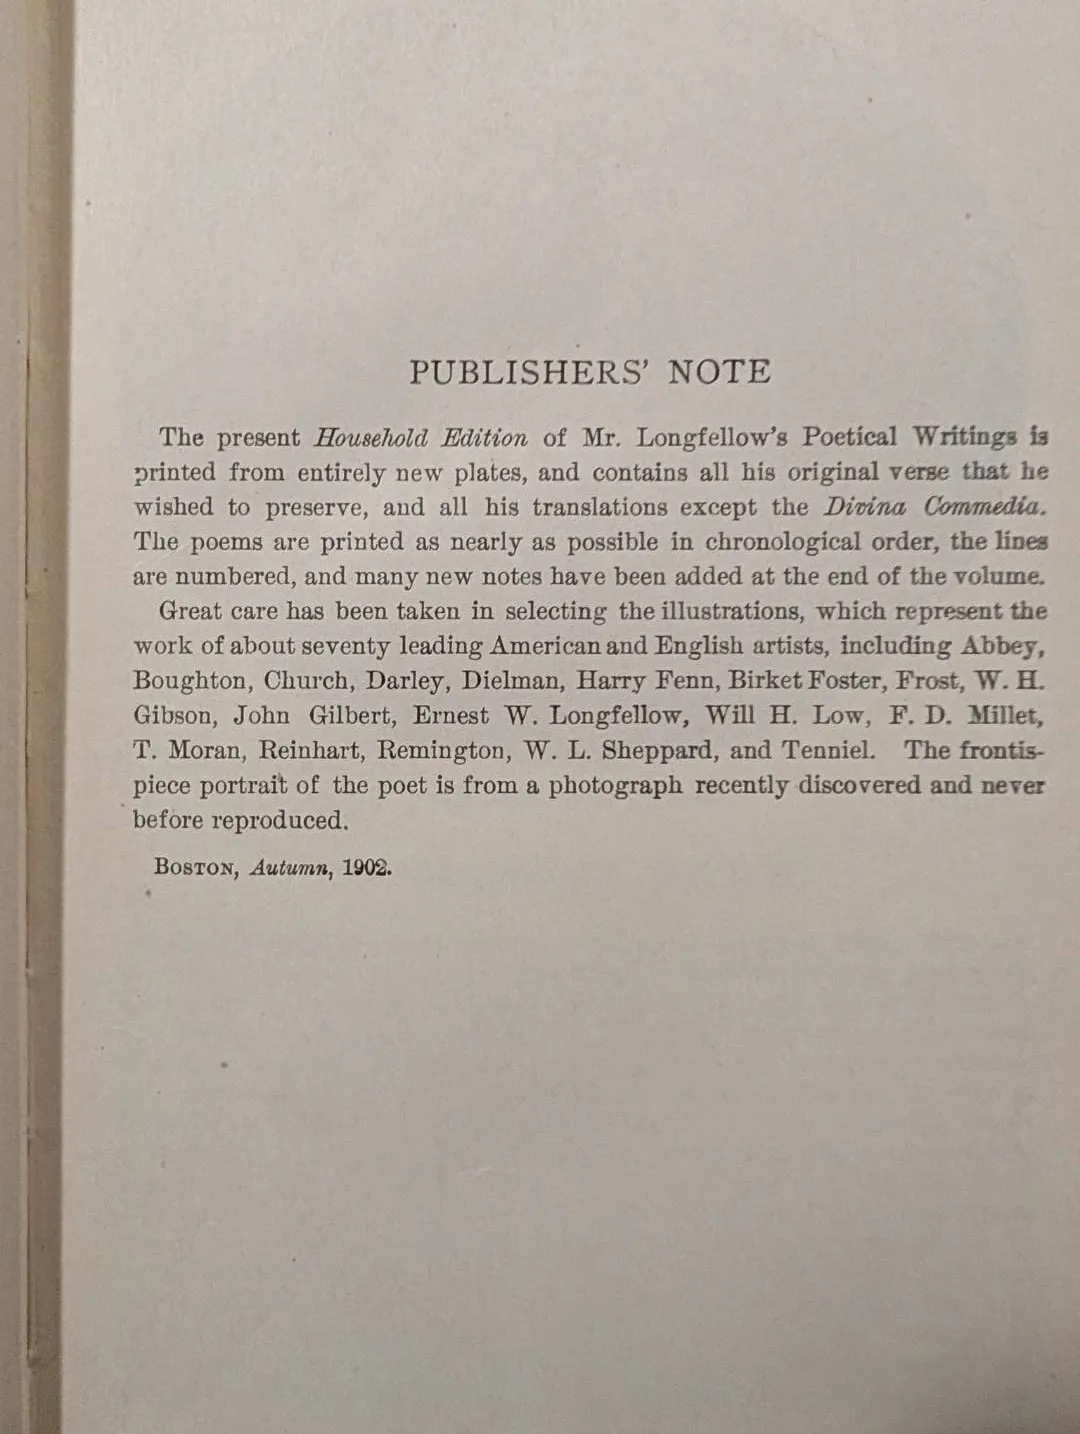 PUBLISHERS' NOTE
The present Household Edition of Mr. Longfellow's Poetical Writings is
printed from entirely new plates, and contains all his original verse that he
wished to preserve, and all his translations except the Divina Commedia.
The poems are printed as nearly as possible in chronological order, the lines
are numbered, and many new notes have been added at the end of the volume.
Great care has been taken in selecting the illustrations, which represent the
work of about seventy leading American and English artists, including Abbey,
Boughton, Church, Darley, Dielman, Harry Fenn, Birket Foster, Frost, W. H.
Gibson, John Gilbert, Ernest W. Longfellow, Will H. Low, F. D. Millet,
T. Moran, Reinhart, Remington, W. L. Sheppard, and Tenniel. The frontis-
piece portrait of the poet is from a photograph recently discovered and never
before reproduced.
BOSTON, Autumn, 1902.